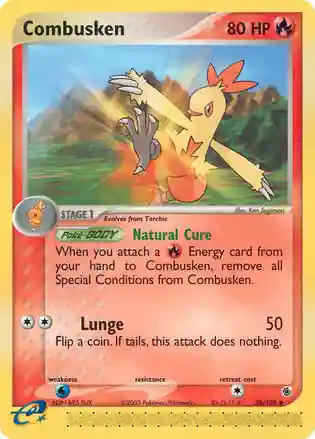 Combusken 80 HP
illus. Ken Sugimori
STAGE 1 Evolves from Torchic
Poké-BODY Natural Cure
When you attach a Energy card from
your hand to Combusken, remove all
Special Conditions from Combusken.
Lunge 50
Flip a coin. If tails, this attack does nothing.
weakness resistance retreat cost
©2003 Pokémon/Nintendo
e